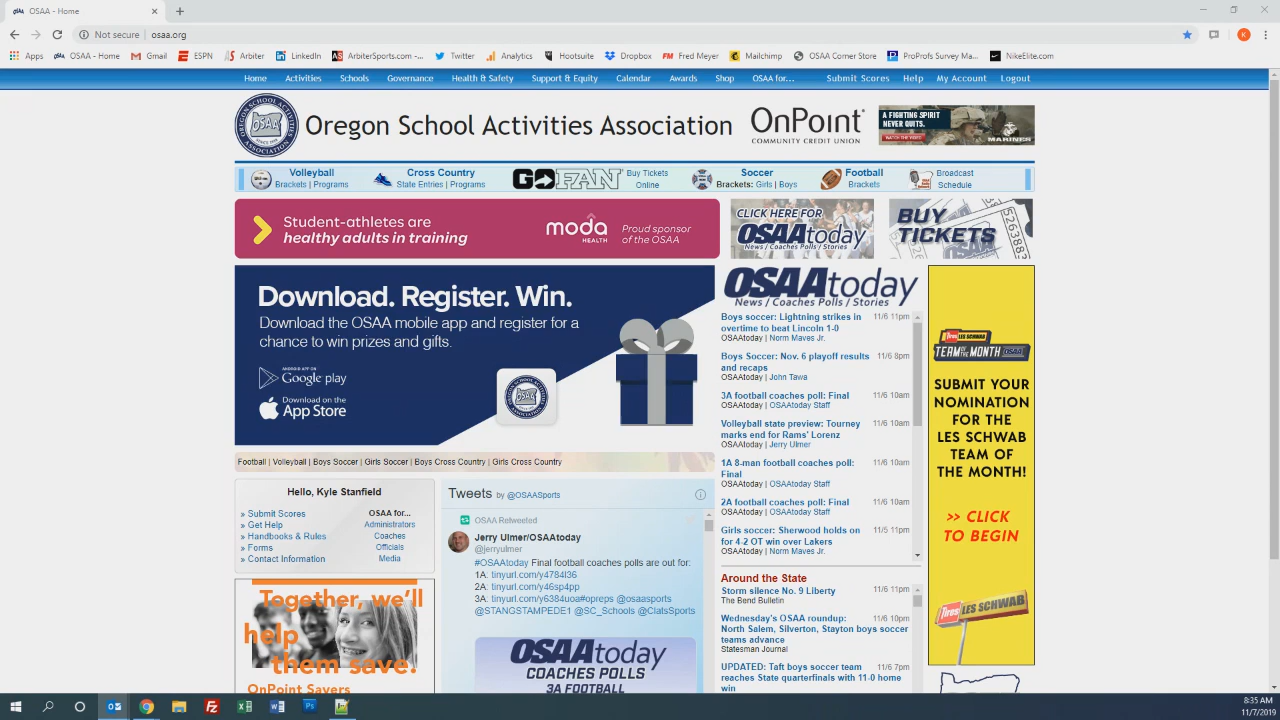 OSAA - Home
Not secure | osaa.org
Apps OSAA - Home Gmail ESPN Arbiter LinkedIn ArbiterSports.com -... Twitter Analytics Hootsuite Dropbox Fred Meyer Mailchimp OSAA Corner Store ProProfs Survey Ma... NikeElite.com
K
Home Activities Schools Governance Health & Safety Support & Equity Calendar Awards Shop OSAA for... Submit Scores Help My Account Logout
OREGON SCHOOL ACTIVITIES ASSOCIATION
OSAA
Oregon School Activities Association
OnPoint
COMMUNITY CREDIT UNION
A FIGHTING SPIRIT
NEVER QUITS.
WATCH THE VIDEO
MARINES
Volleyball
Brackets | Programs
Cross Country
State Entries | Programs
GOFAN
Buy Tickets
Online
Soccer
Brackets: Girls | Boys
Football
Brackets
Broadcast
Schedule
Student-athletes are
healthy adults in training
moda
HEALTH
Proud sponsor
of the OSAA
CLICK HERE FOR
OSAAtoday
News / Coaches Polls / Stories
BUY
TICKETS
5263883
Download. Register. Win.
Download the OSAA mobile app and register for a
chance to win prizes and gifts.
ANDROID APP ON
Google play
Download on the
App Store
OSAAtoday
News / Coaches Polls / Stories
Boys soccer: Lightning strikes in 11/6 11pm
overtime to beat Lincoln 1-0
OSAAtoday | Norm Maves Jr.
Boys Soccer: Nov. 6 playoff results 11/6 8pm
and recaps
OSAAtoday | John Tawa
3A football coaches poll: Final 11/6 10am
OSAAtoday | OSAAtoday Staff
Volleyball state preview: Tourney 11/6 10am
marks end for Rams' Lorenz
OSAAtoday | Jerry Ulmer
1A 8-man football coaches poll: 11/6 10am
Final
OSAAtoday | OSAAtoday Staff
2A football coaches poll: Final 11/6 10am
OSAAtoday | OSAAtoday Staff
Girls soccer: Sherwood holds on 11/5 11pm
for 4-2 OT win over Lakers
OSAAtoday | Norm Maves Jr.
Around the State
Storm silence No. 9 Liberty 11/6 11pm
The Bend Bulletin
Wednesday's OSAA roundup: 11/6 11pm
North Salem, Silverton, Stayton boys soccer
teams advance
Statesman Journal
UPDATED: Taft boys soccer team 11/6 7pm
reaches State quarterfinals with 11-0 home
win
Les Schwab Tires
TEAM OF THE MONTH
SUBMIT YOUR
NOMINATION
FOR THE
LES SCHWAB
TEAM OF
THE MONTH!
>> CLICK
TO BEGIN
Tires LES SCHWAB
Football | Volleyball | Boys Soccer | Girls Soccer | Boys Cross Country | Girls Cross Country
Hello, Kyle Stanfield
» Submit Scores
» Get Help
» Handbooks & Rules
» Forms
» Contact Information
OSAA for...
Administrators
Coaches
Officials
Media
Together, we'll
help
them save.
OnPoint Savers
Tweets by @OSAASports
OSAA Retweeted
Jerry Ulmer/OSAAtoday
@jerryulmer
#OSAAtoday Final football coaches polls are out for:
1A: tinyurl.com/y4784l36
2A: tinyurl.com/y46sp4pp
3A: tinyurl.com/y6384uoa#opreps @osaasports
@STANGSTAMPEDE1 @SC_Schools @ClatsSports
OSAAtoday
COACHES POLLS
3A FOOTBALL
8:35 AM
11/7/2019